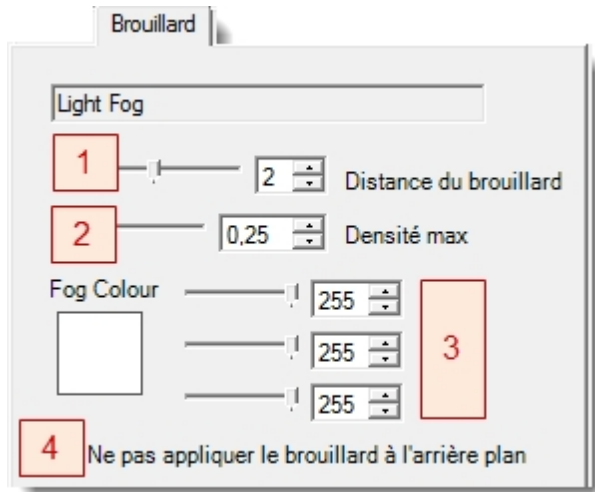 Brouillard
Light Fog
1 2 Distance du brouillard
2 0,25 Densité max
Fog Colour 255
255 3
255
4 Ne pas appliquer le brouillard à l'arrière plan